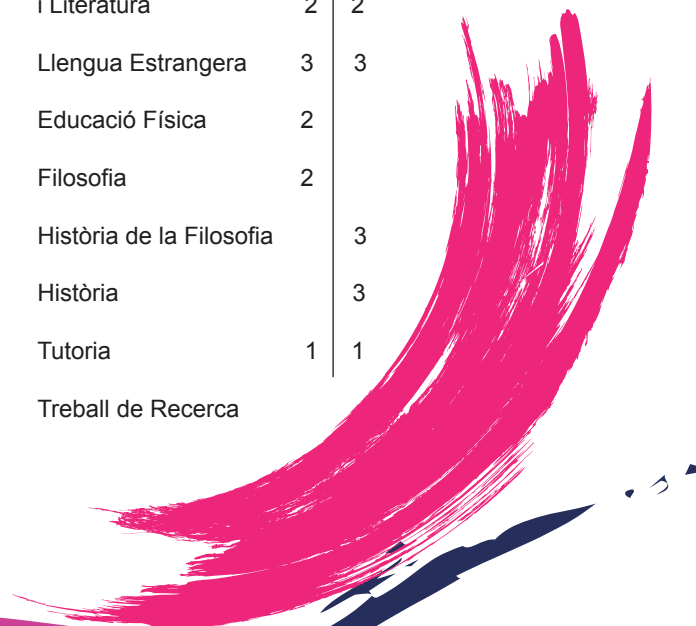 i Literatura 2 2
Llengua Estrangera 3 3
Educació Física 2
Filosofia 2
Història de la Filosofia 3
Història 3
Tutoria 1 1
Treball de Recerca